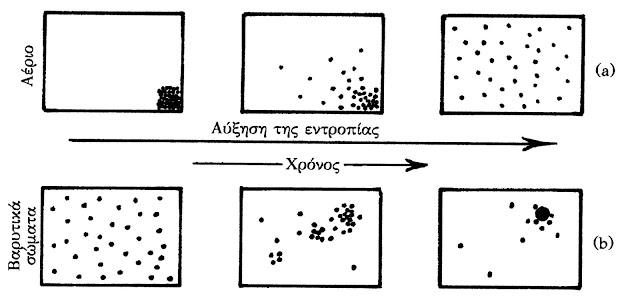 Αέριο
(a)
Αύξηση της εντροπίας
Χρόνος
Βαρυτικά
σώματα
(b)